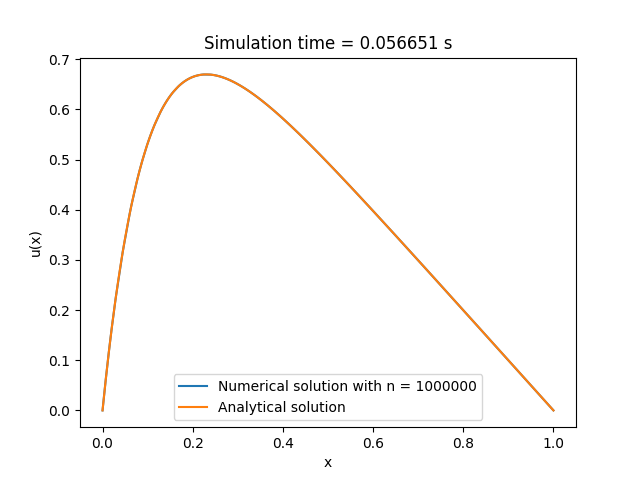 Simulation time = 0.056651 s
u(x)
0.7
0.6
0.5
0.4
0.3
0.2
0.1
0.0
Numerical solution with n = 1000000
Analytical solution
0.0 0.2 0.4 0.6 0.8 1.0
x